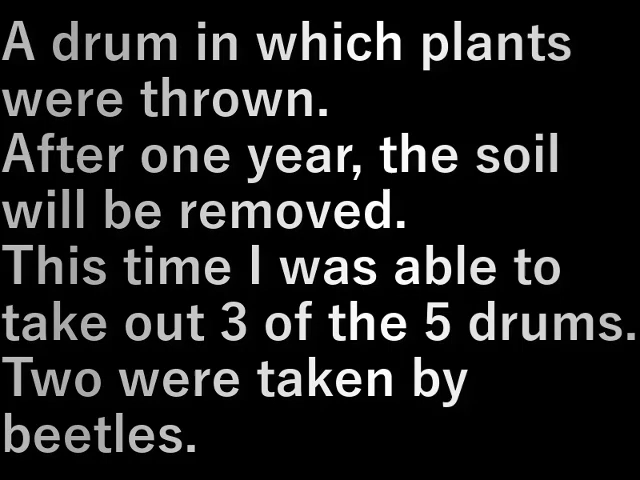 A drum in which plants
were thrown.
After one year, the soil
will be removed.
This time I was able to
take out 3 of the 5 drums.
Two were taken by
beetles.